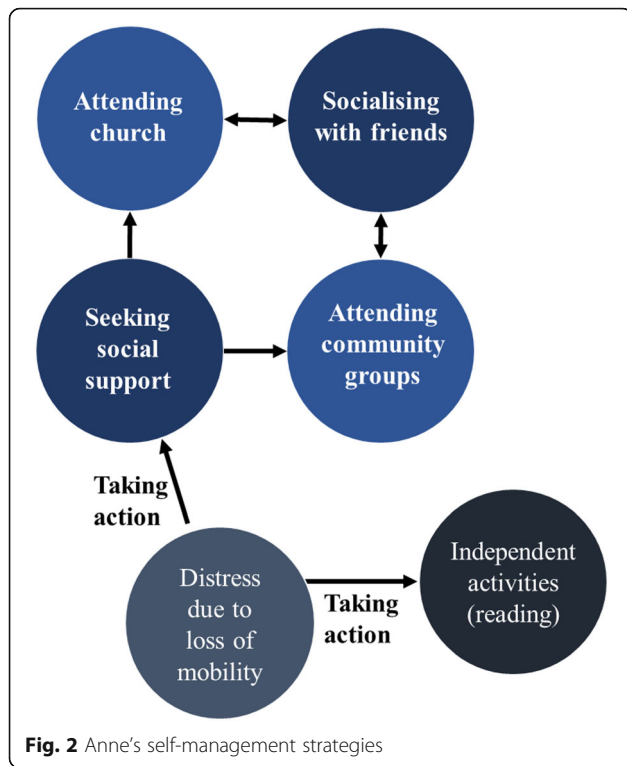 Attending
church
Socialising
with friends
Seeking
social
support
Attending
community
groups
Taking
action
Distress
due to
loss of
mobility
Taking
action
Independent
activities
(reading)
Fig. 2 Anne's self-management strategies